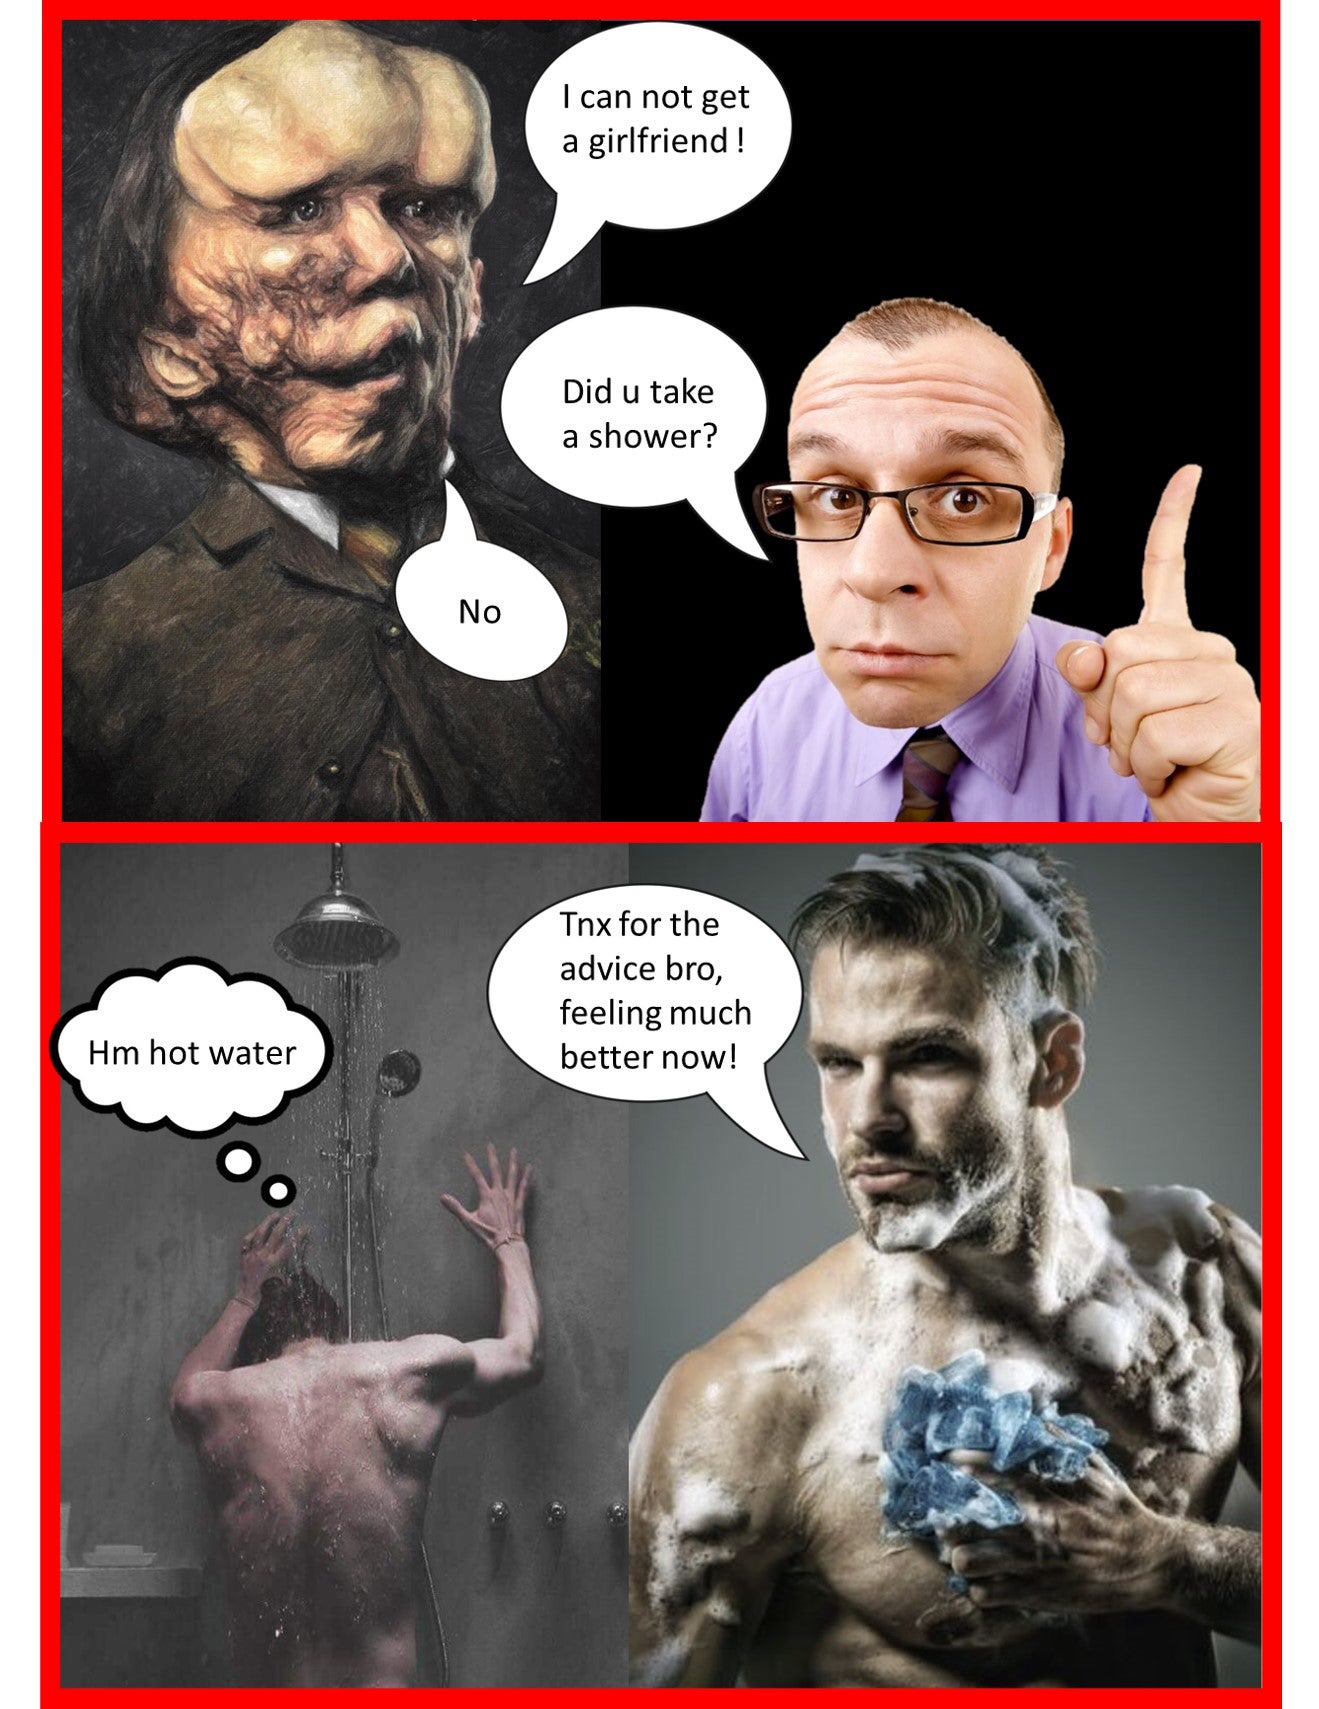 I can not get
a girlfriend !
Did u take
a shower?
No
Hm hot water
Tnx for the
advice bro,
feeling much
better now!